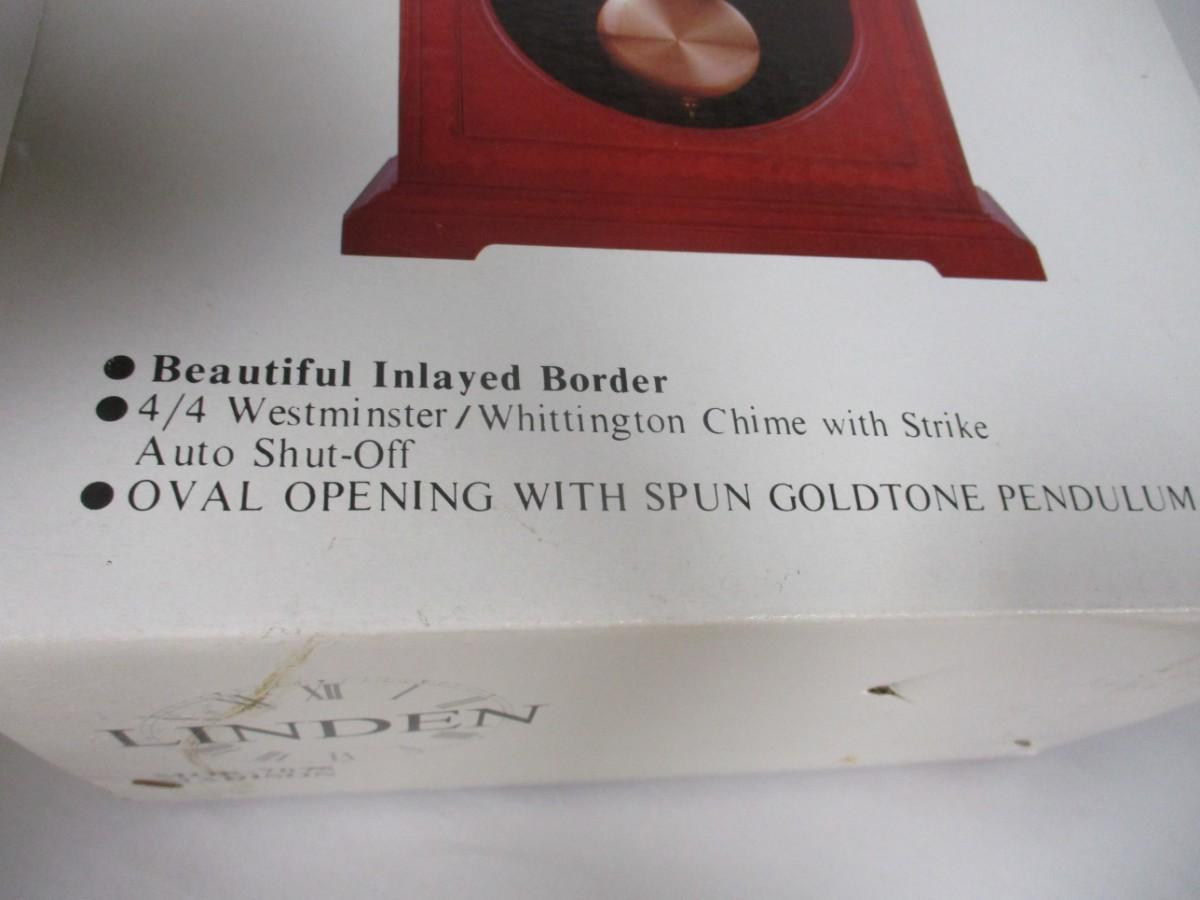 ● Beautiful Inlayed Border
● 4/4 Westminster/Whittington Chime with Strike
Auto Shut-Off
● OVAL OPENING WITH SPUN GOLDTONE PENDULUM
XII I
LINDEN